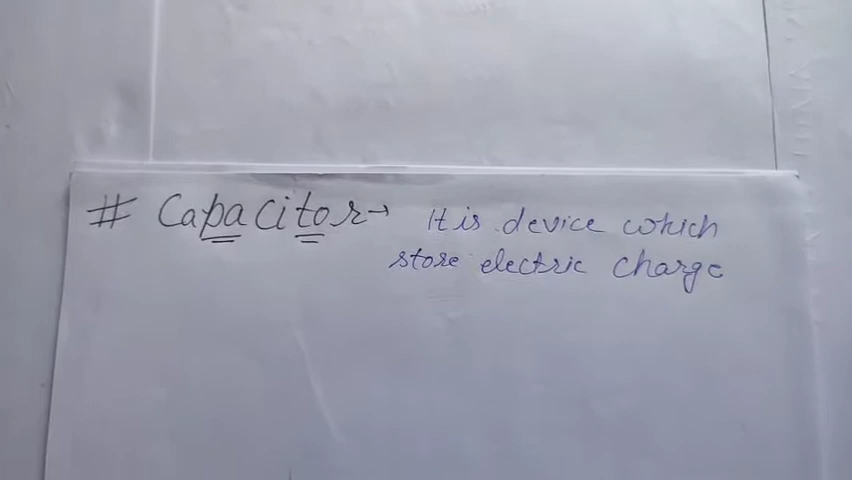 # Capacitor → It is device which
store electric charge